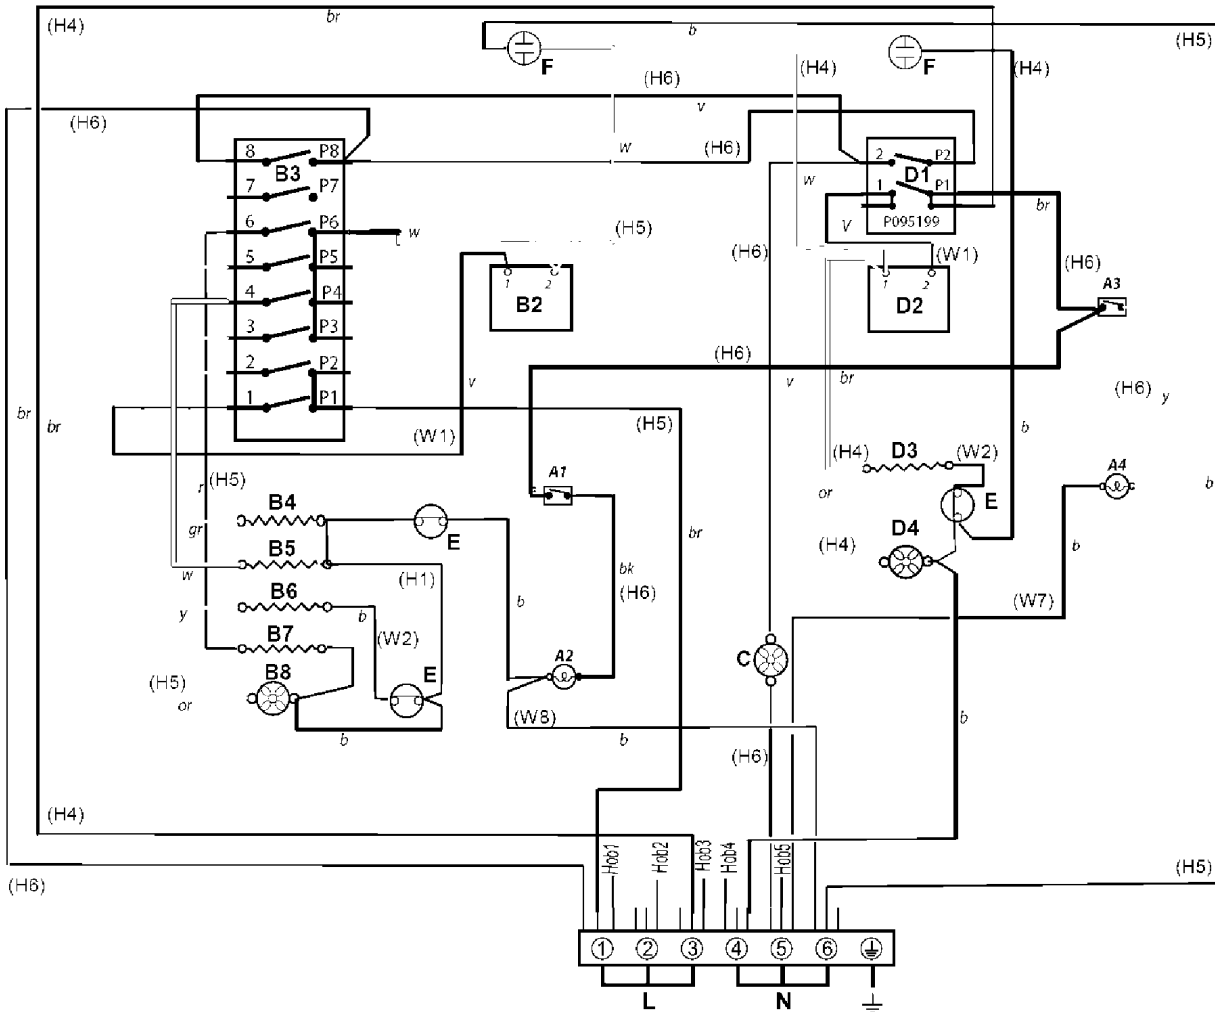 (H4)
br
b
(H5)
F
F
(H4)
(H4)
(H6)
(H6)
v
w
(H6)
8 P8
B3
7 P7
6 P6
5 P5
4 P4
3 P3
2 P2
1 P1
w
2 P2
D1
1 P1
P095199
w
V
br
(H5)
(H6)
(W1)
(H6)
A3
1 2
B2
1 2
D2
(H6)
v
v
br
(H6)
y
br
br
(W1)
(H5)
b
(H4)
D3
(W2)
A1
A4
r
(H5)
or
b
B4
E
E
gr
br
D4
B5
(H4)
b
w
(H1)
bk
B6
(H6)
(W7)
y
b
b
B7
(W2)
B8
E
A2
C
(H5)
or
(W8)
b
b
b
(H6)
(H4)
Hob1
Hob2
Hob3
Hob4
Hob5
(H5)
(H6)
1 2 3 4 5 6
L N